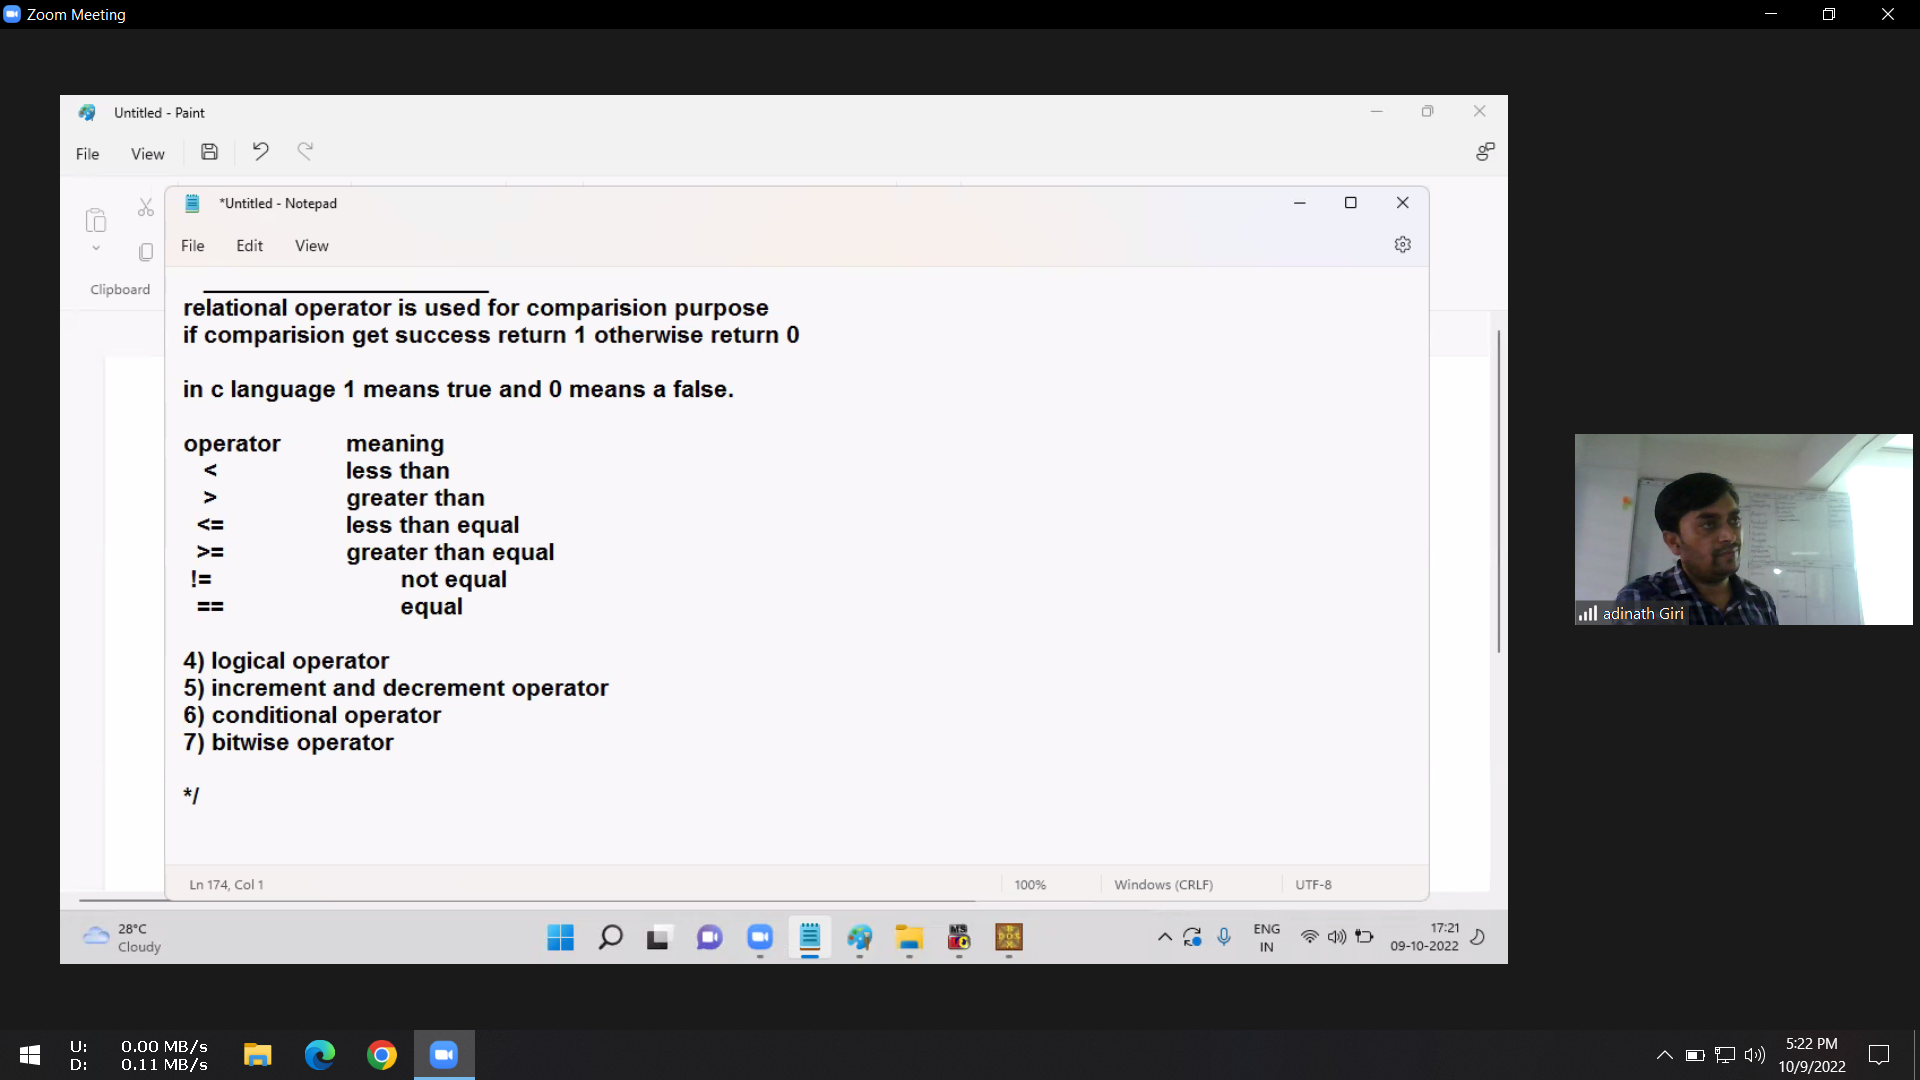 Zoom Meeting
Untitled - Paint
File View
Clipboard
*Untitled - Notepad
File Edit View
relational operator is used for comparision purpose
if comparision get success return 1 otherwise return 0
in c language 1 means true and 0 means a false.
operator meaning
< less than
> greater than
<= less than equal
>= greater than equal
!= not equal
== equal
4) logical operator
5) increment and decrement operator
6) conditional operator
7) bitwise operator
*/
Ln 174, Col 1 100% Windows (CRLF) UTF-8
adinath Giri
28°C
Cloudy
MS
DOS
ENG
IN
17:21
09-10-2022
U: 0.00 MB/s
D: 0.11 MB/s
5:22 PM
10/9/2022